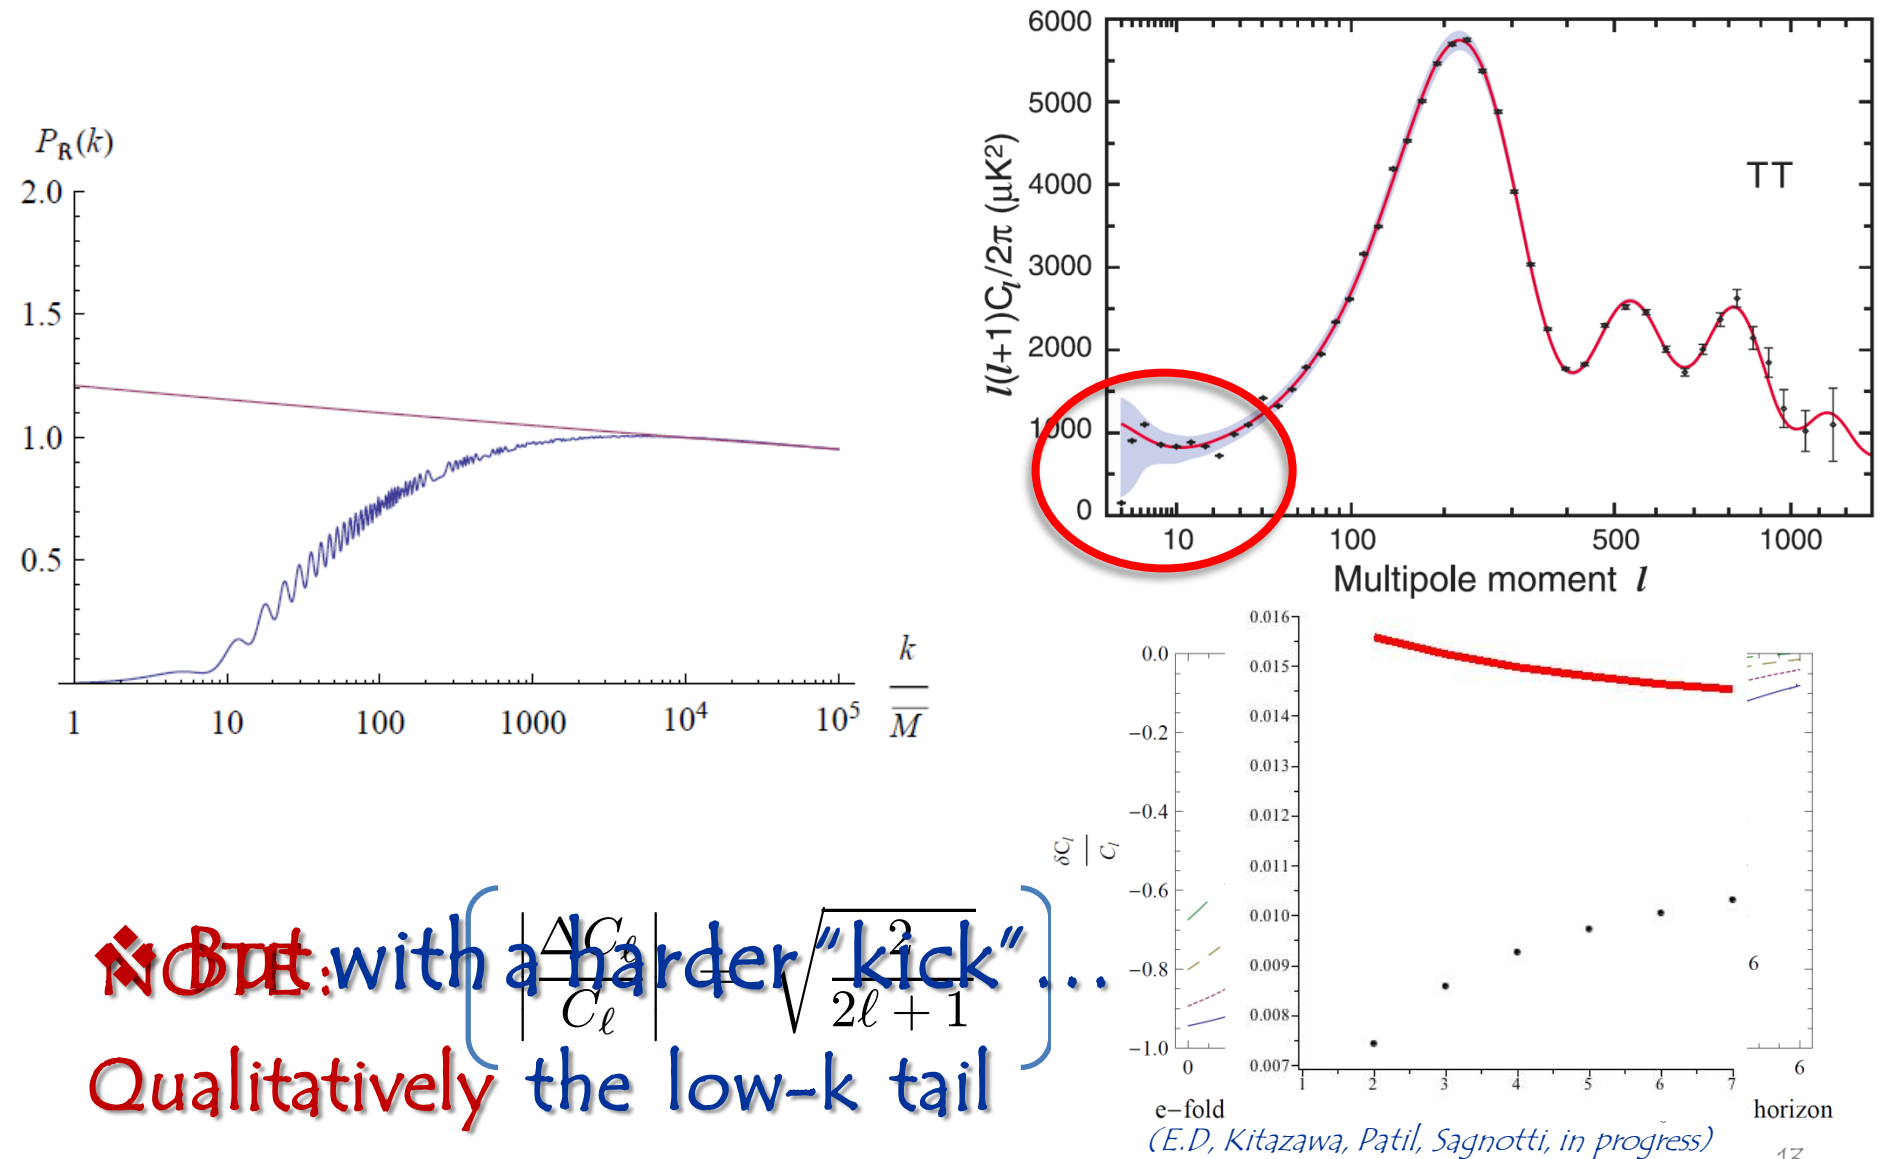 P_R(k)
2.0
1.5
1.0
0.5
1 10 100 1000 10^4 10^5
k
M
6000
5000
4000
3000
2000
1000
0
l(l+1)C_l/2π (μK²)
TT
10 100 500 1000
Multipole moment l
0.0
−0.2
−0.4
−0.6
−0.8
−1.0
δC_l
C_l
0 6
6
e−fold horizon
0.016
0.015
0.014
0.013
0.012
0.011
0.010
0.009
0.008
0.007
1 2 3 4 5 6 7
NOTE:
❖ But with a harder “kick” ...
|ΔC_ℓ / C_ℓ| = √(2 / (2ℓ + 1))
Qualitatively the low-k tail
(E.D, Kitazawa, Patil, Sagnotti, in progress)